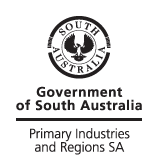 SOUTH
AUSTRALIA
Government
of South Australia
Primary Industries
and Regions SA